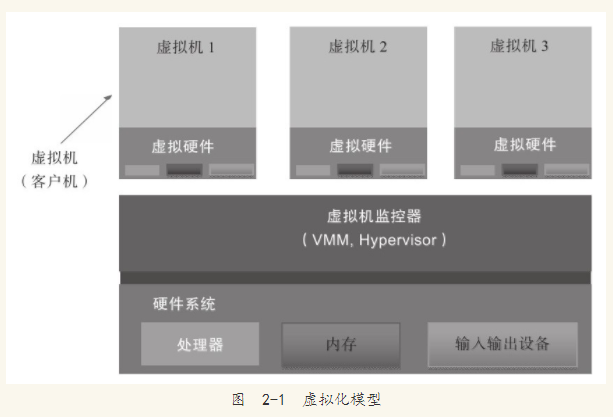 虚拟机 1
虚拟机 2
虚拟机 3
虚拟硬件
虚拟硬件
虚拟硬件
虚拟机
（客户机）
虚拟机监控器
（VMM, Hypervisor）
硬件系统
处理器
内存
输入输出设备
图 2-1 虚拟化模型